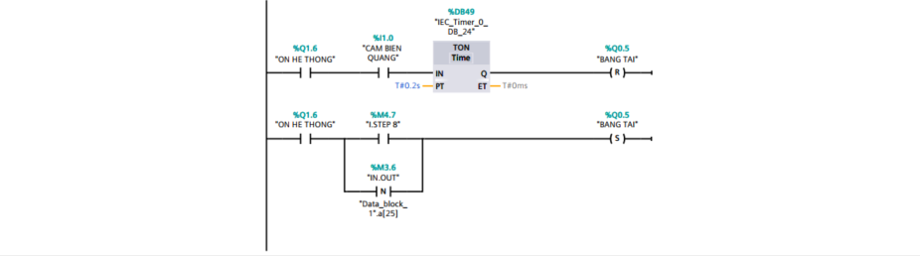 %DB49
"IEC_Timer_0_
DB_24"
%Q1.6
"ON HE THONG"
%I1.0
"CAM BIEN
QUANG"
TON
Time
%Q0.5
"BANG TAI"
IN
Q
R
T#0.2s
PT
ET
T#0ms
%Q1.6
"ON HE THONG"
%M4.7
"I.STEP 8"
%Q0.5
"BANG TAI"
S
%M3.6
"IN.OUT"
N
"Data_block_
1".a[25]